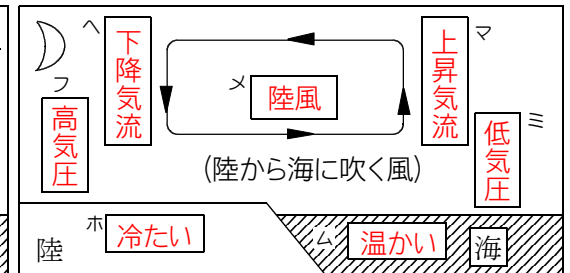 ヘ
下降気流
フ
高気圧
メ
陸風
マ
上昇気流
ミ
低気圧
(陸から海に吹く風)
ホ
冷たい
陸
ム
温かい
海